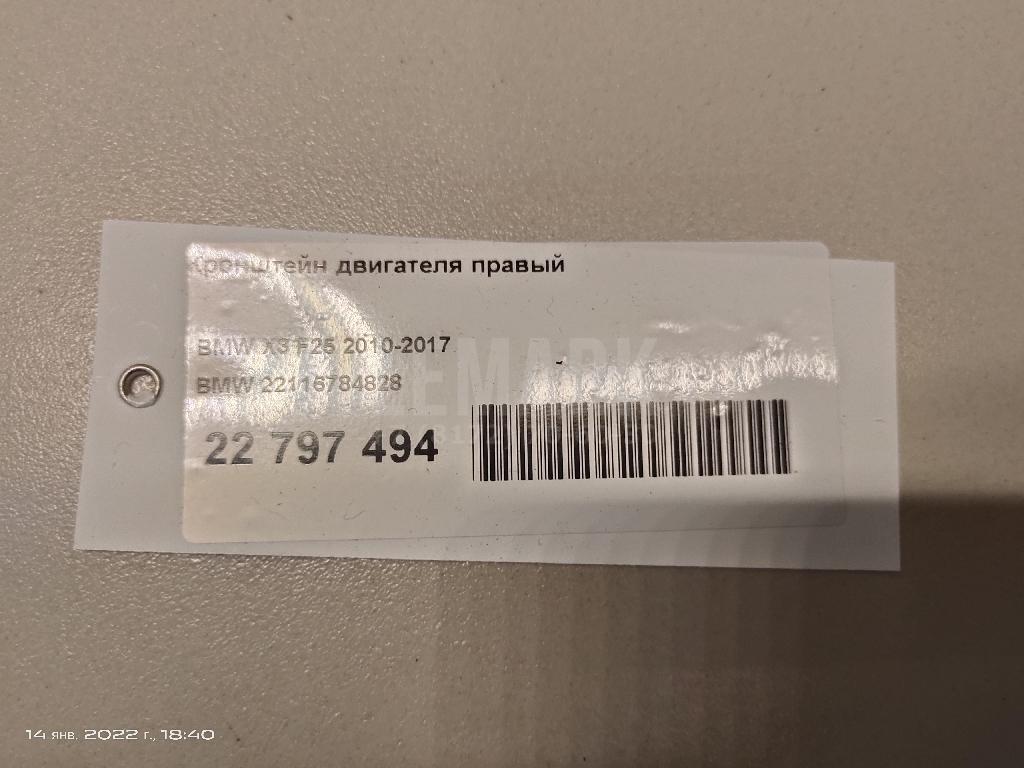 Кронштейн двигателя правый
BMW X3 F25 2010-2017
BMW 22116784828
22 797 494
14 янв. 2022 г., 18:40